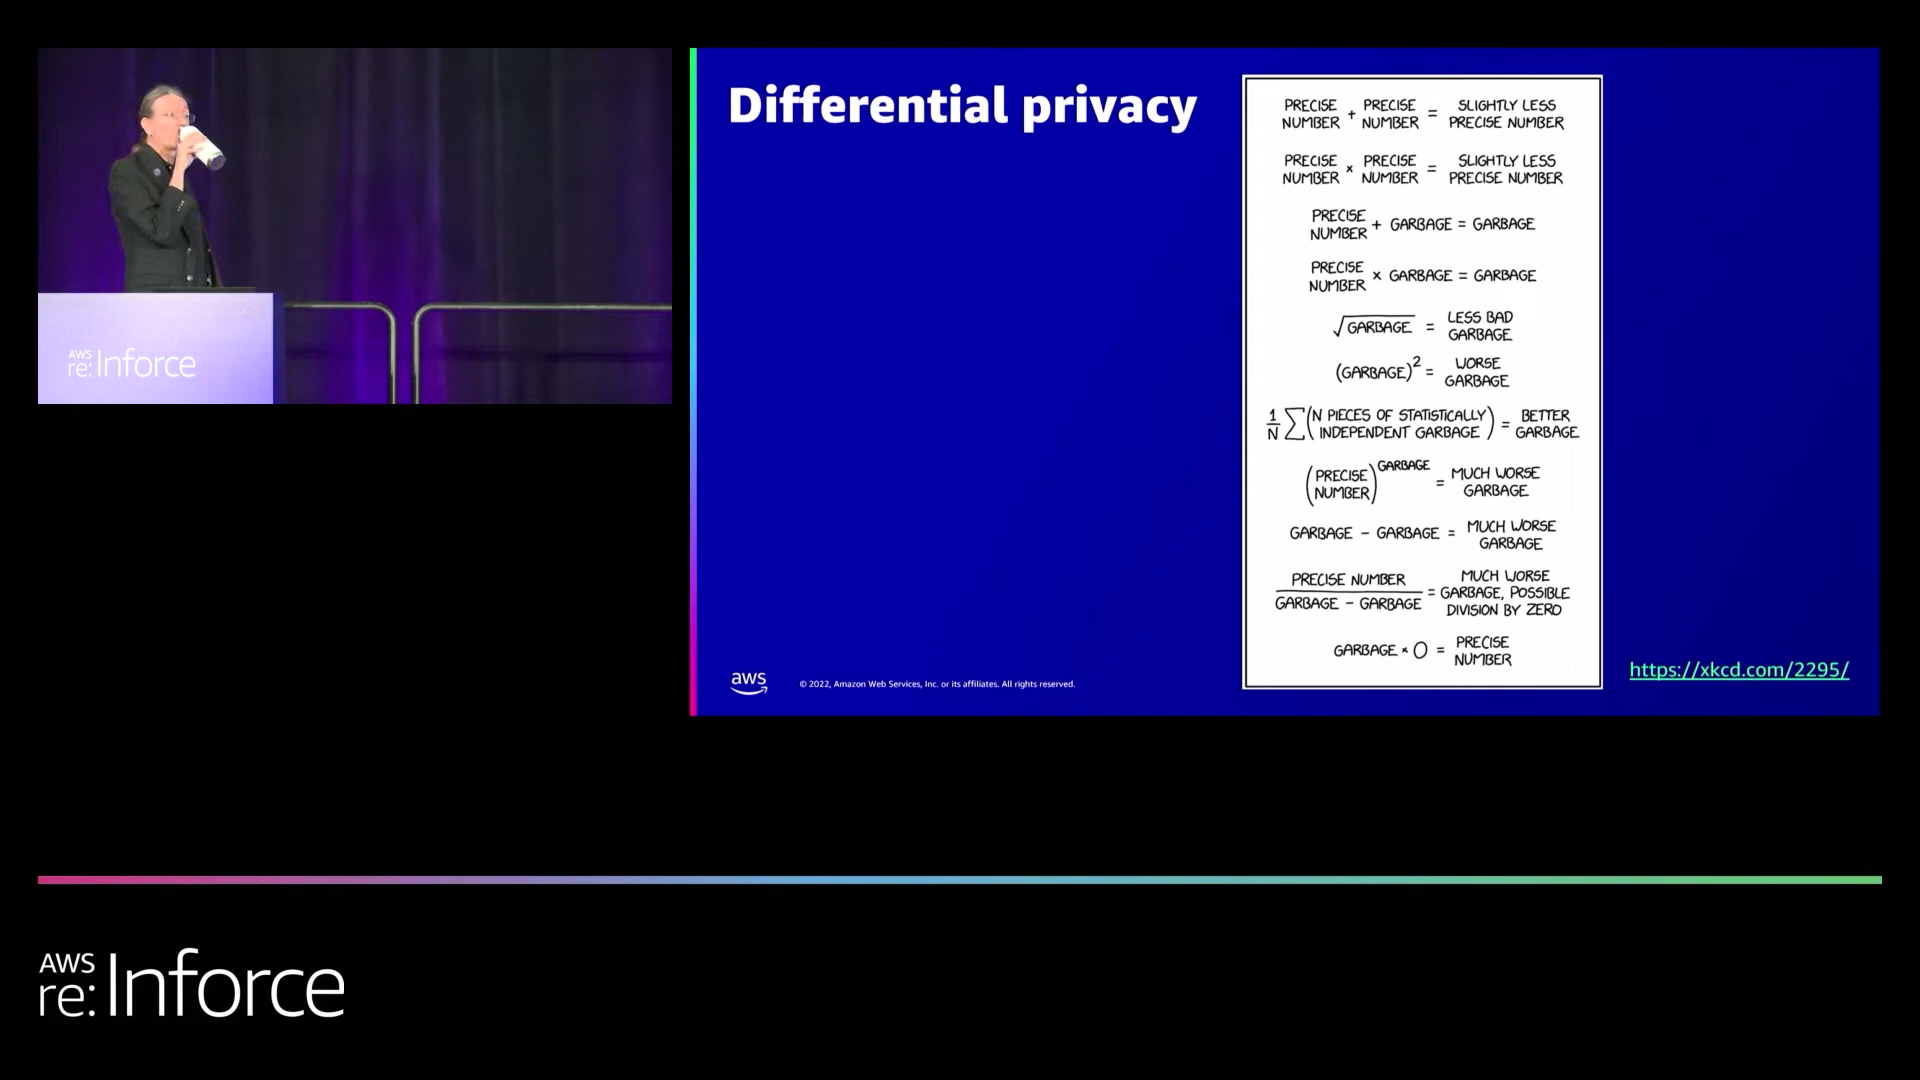 AWS
re:Inforce
Differential privacy
PRECISE NUMBER + PRECISE NUMBER = SLIGHTLY LESS PRECISE NUMBER
PRECISE NUMBER × PRECISE NUMBER = SLIGHTLY LESS PRECISE NUMBER
PRECISE NUMBER + GARBAGE = GARBAGE
PRECISE NUMBER × GARBAGE = GARBAGE
√GARBAGE = LESS BAD GARBAGE
(GARBAGE)² = WORSE GARBAGE
1/N Σ (N PIECES OF STATISTICALLY INDEPENDENT GARBAGE) = BETTER GARBAGE
(PRECISE NUMBER)^GARBAGE = MUCH WORSE GARBAGE
GARBAGE – GARBAGE = MUCH WORSE GARBAGE
PRECISE NUMBER / GARBAGE – GARBAGE = MUCH WORSE GARBAGE, POSSIBLE DIVISION BY ZERO
GARBAGE × 0 = PRECISE NUMBER
https://xkcd.com/2295/
aws
© 2022, Amazon Web Services, Inc. or its affiliates. All rights reserved.
AWS
re:Inforce